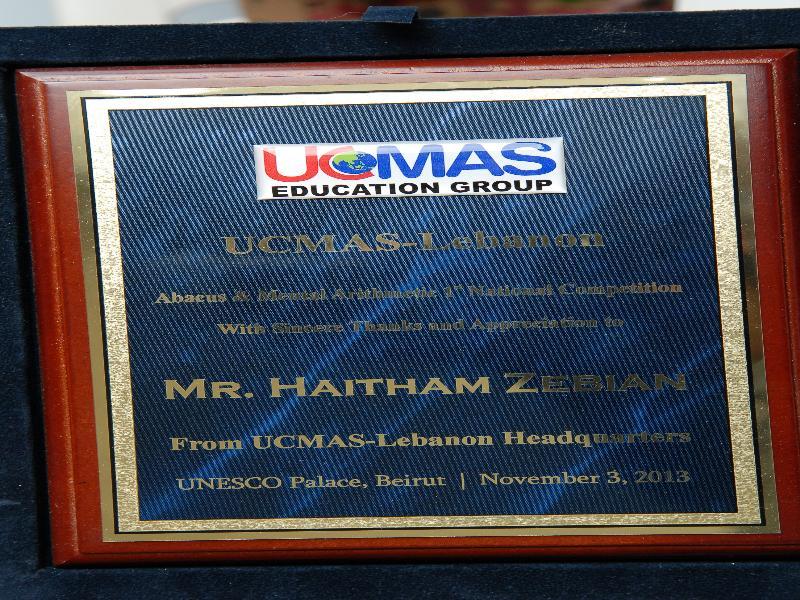 UCMAS
EDUCATION GROUP
UCMAS-Lebanon
Abacus & Mental Arithmetic 1st National Competition
With Sincere Thanks and Appreciation to
MR. HAITHAM ZEBIAN
From UCMAS-Lebanon Headquarters
UNESCO Palace, Beirut | November 3, 2013